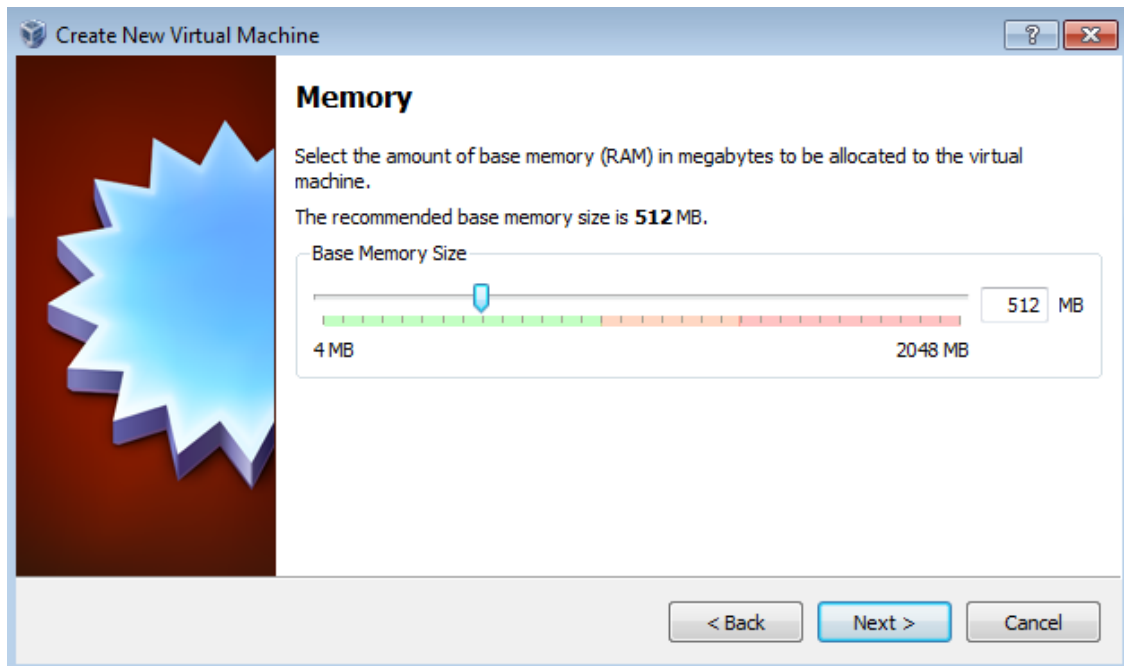 Create New Virtual Machine
?
Memory
Select the amount of base memory (RAM) in megabytes to be allocated to the virtual
machine.
The recommended base memory size is 512 MB.
Base Memory Size
512 MB
4 MB 2048 MB
< Back Next > Cancel